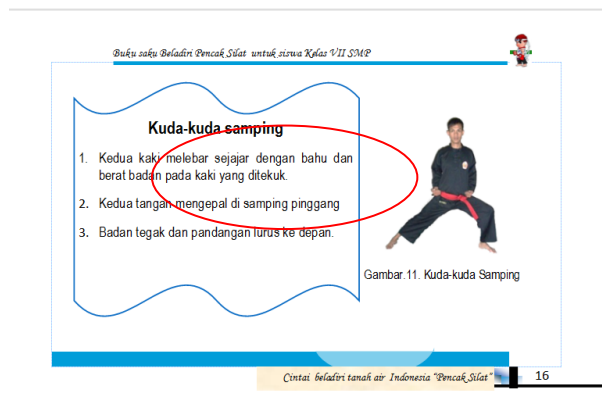 Buku saku Beladiri Pencak Silat untuk siswa Kelas VII SMP
Kuda-kuda samping
1. Kedua kaki melebar sejajar dengan bahu dan
berat badan pada kaki yang ditekuk.
2. Kedua tangan mengepal di samping pinggang
3. Badan tegak dan pandangan lurus ke depan.
Gambar.11. Kuda-kuda Samping
Cintai beladiri tanah air Indonesia "Pencak Silat"
16